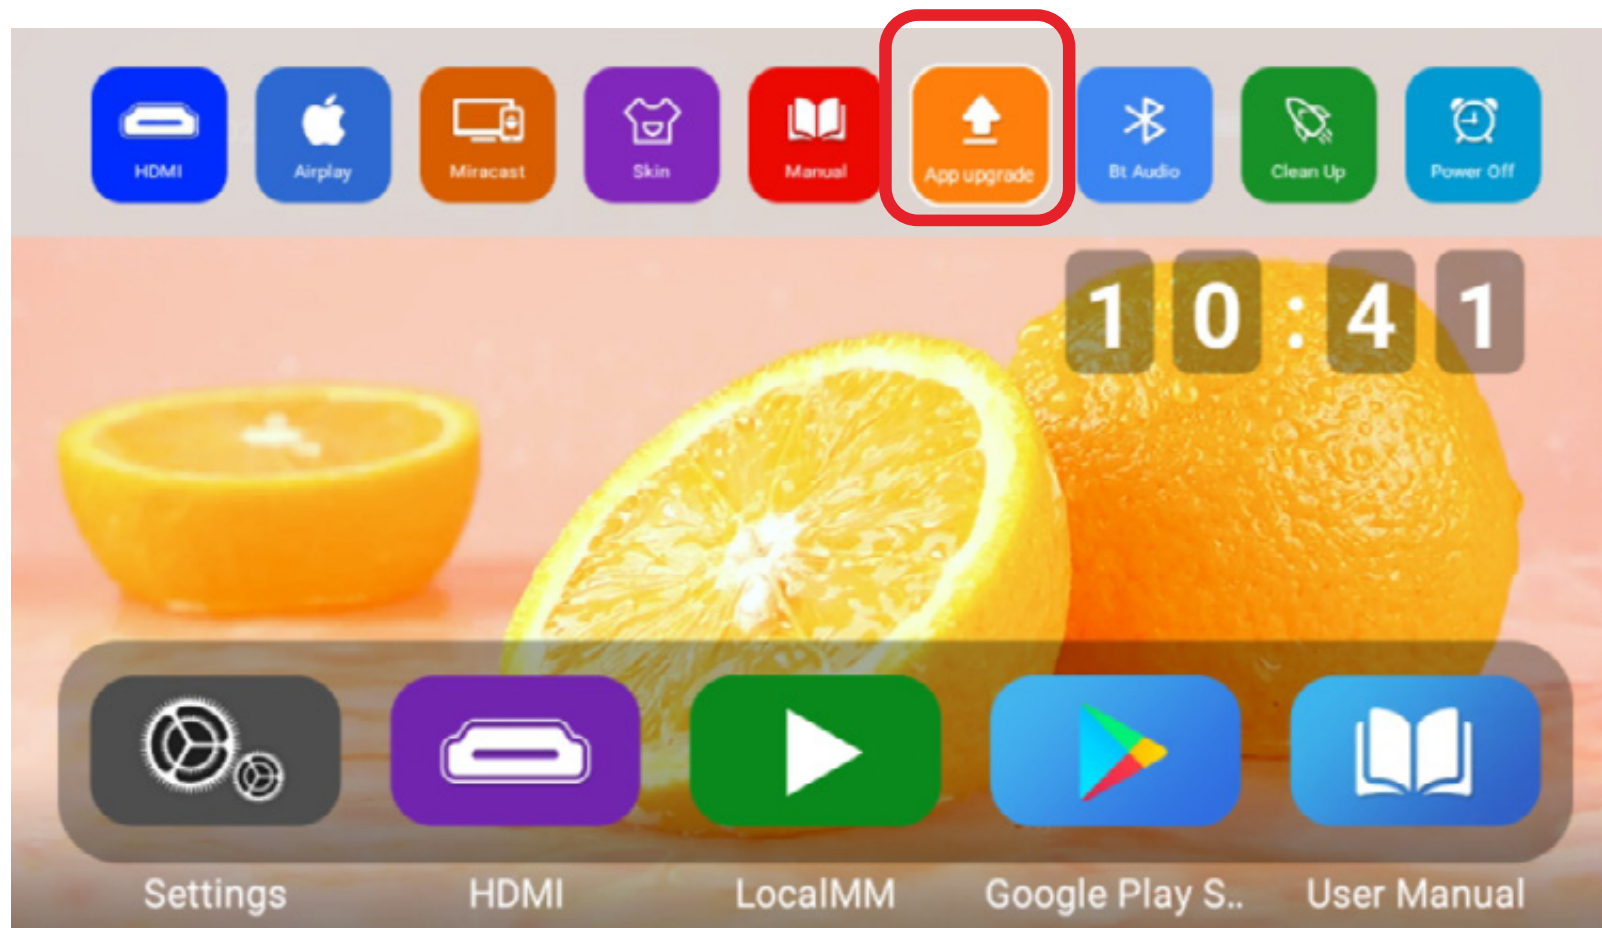 HDMI
Airplay
Miracast
Skin
Manual
App upgrade
Bt Audio
Clean Up
Power Off
10:41
Settings
HDMI
LocalMM
Google Play S..
User Manual